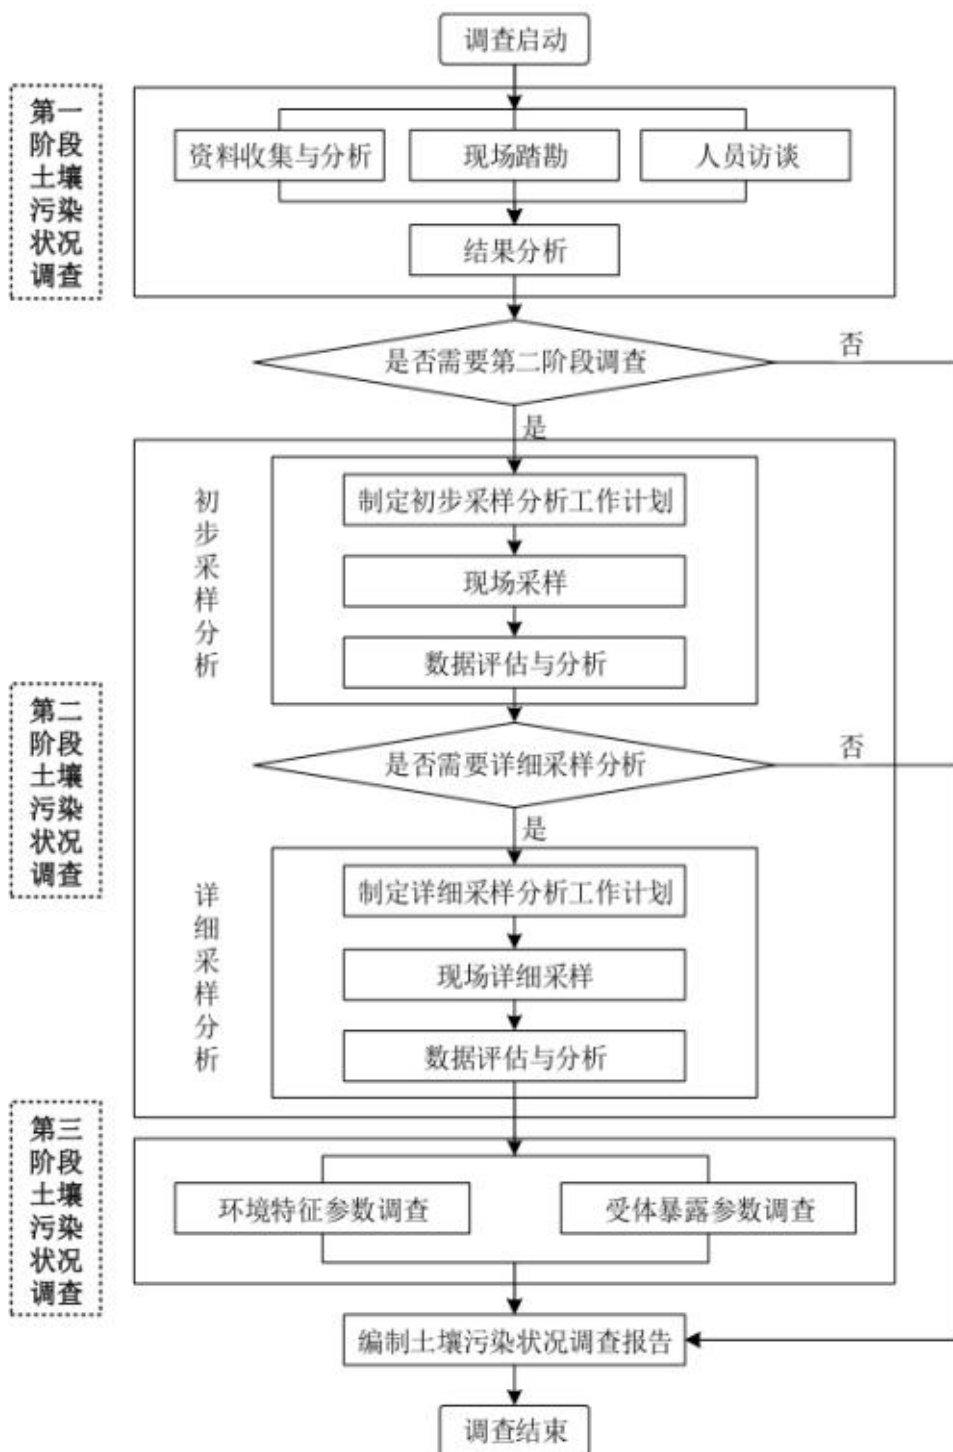 调查启动
第一
阶段
土壤
污染
状况
调查
资料收集与分析
现场踏勘
人员访谈
结果分析
是否需要第二阶段调查
否
是
初
步
采
样
分
析
制定初步采样分析工作计划
现场采样
数据评估与分析
第二
阶段
土壤
污染
状况
调查
是否需要详细采样分析
否
是
详
细
采
样
分
析
制定详细采样分析工作计划
现场详细采样
数据评估与分析
第三
阶段
土壤
污染
状况
调查
环境特征参数调查
受体暴露参数调查
编制土壤污染状况调查报告
调查结束